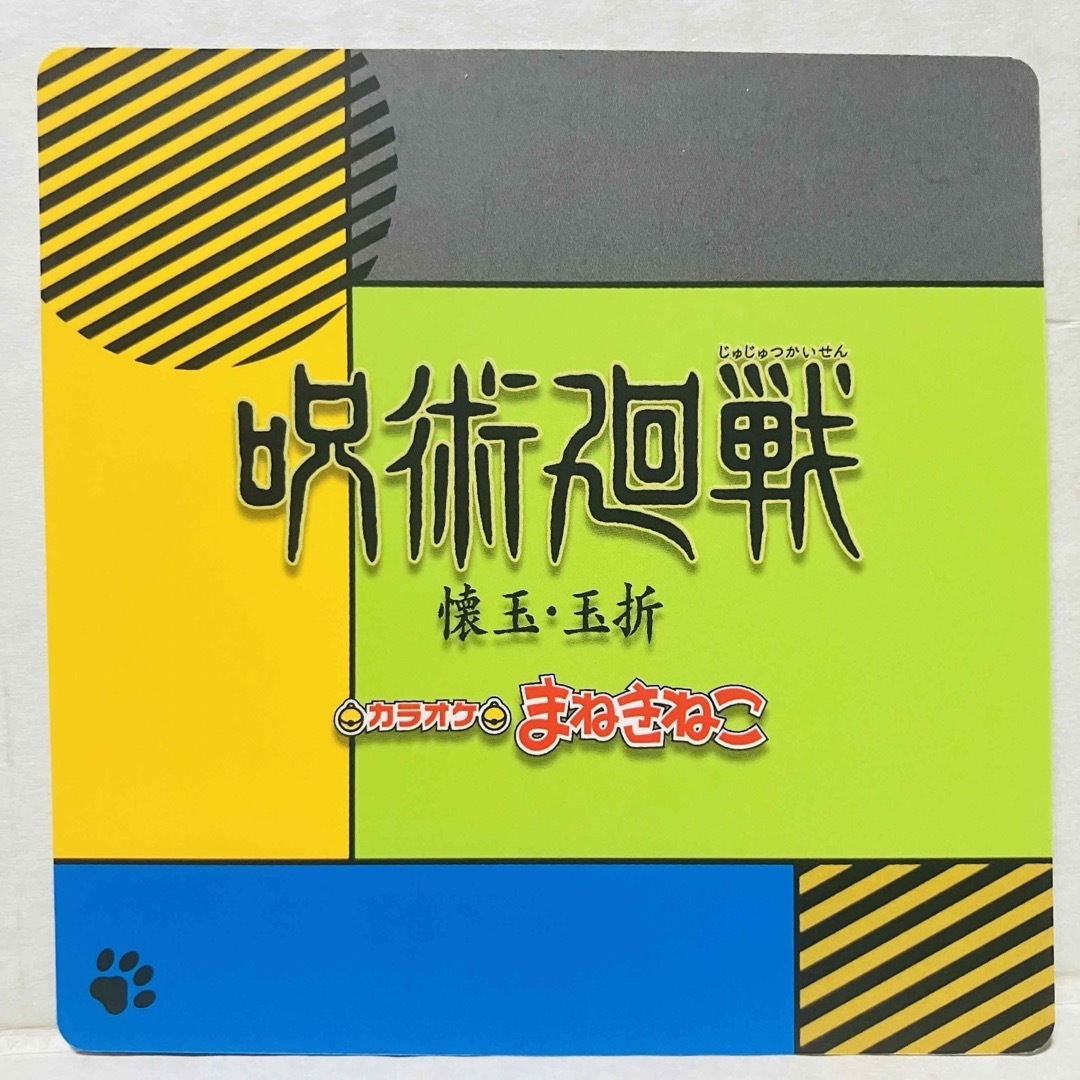 じゅじゅつかいせん
呪術廻戦
懐玉・玉折
カラオケ まねきねこ